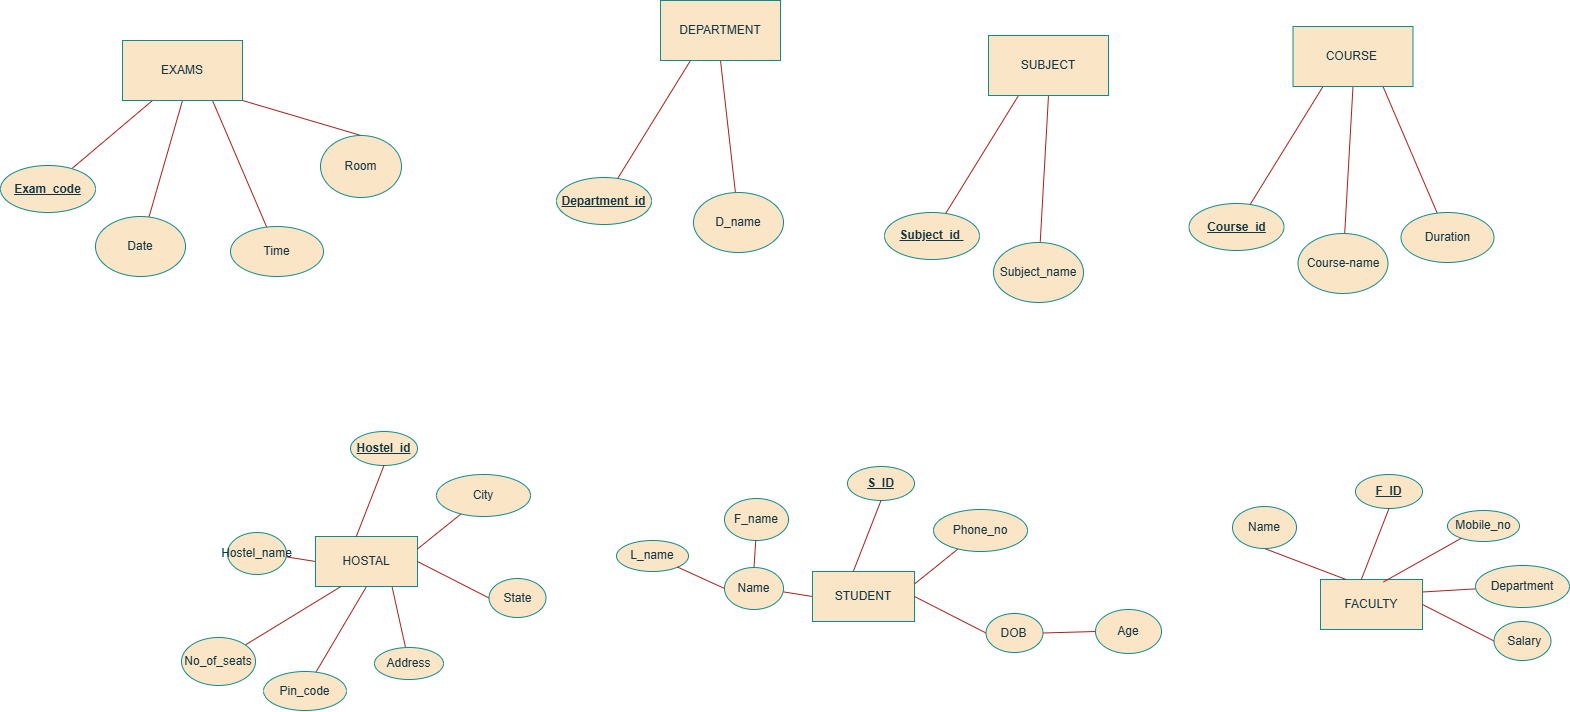 DEPARTMENT
COURSE
SUBJECT
EXAMS
Room
Exam_code
Department_id
D_name
Subject_id
Course_id
Duration
Date
Time
Subject_name
Course-name
Hostel_id
City
Hostel_name
HOSTAL
State
No_of_seats
Address
Pin_code
S_ID
F_name
Phone_no
L_name
Name
STUDENT
DOB
Age
F_ID
Name
Mobile_no
Department
FACULTY
Salary